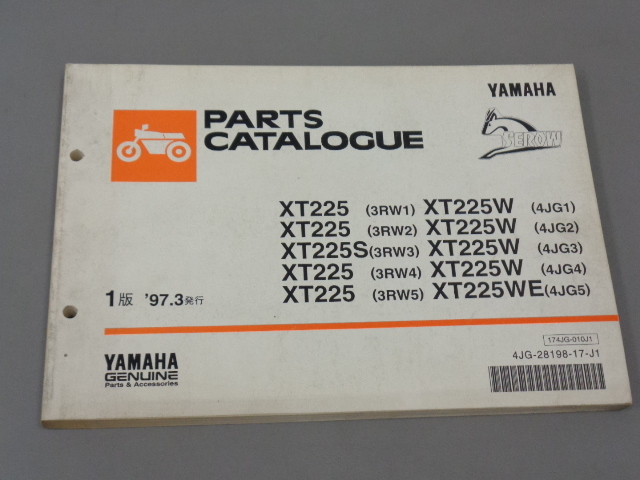 YAMAHA
PARTS
CATALOGUE
SEROW
XT225 (3RW1) XT225W (4JG1)
XT225 (3RW2) XT225W (4JG2)
XT225S (3RW3) XT225W (4JG3)
XT225 (3RW4) XT225W (4JG4)
XT225 (3RW5) XT225WE (4JG5)
1版 '97.3発行
174JG-010J1
YAMAHA
GENUINE
Parts & Accessories
4JG-28198-17-J1